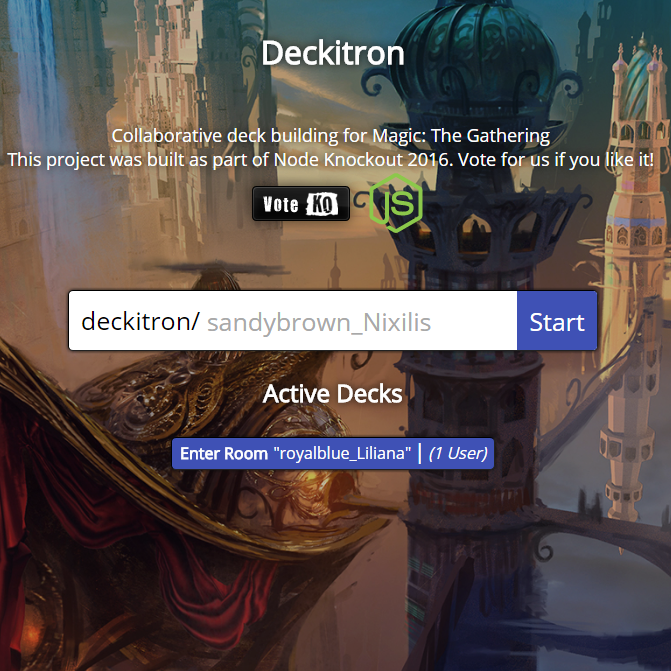 Deckitron
Collaborative deck building for Magic: The Gathering
This project was built as part of Node Knockout 2016. Vote for us if you like it!
Vote KO JS
deckitron/ sandybrown_Nixilis Start
Active Decks
Enter Room "royalblue_Liliana" | (1 User)